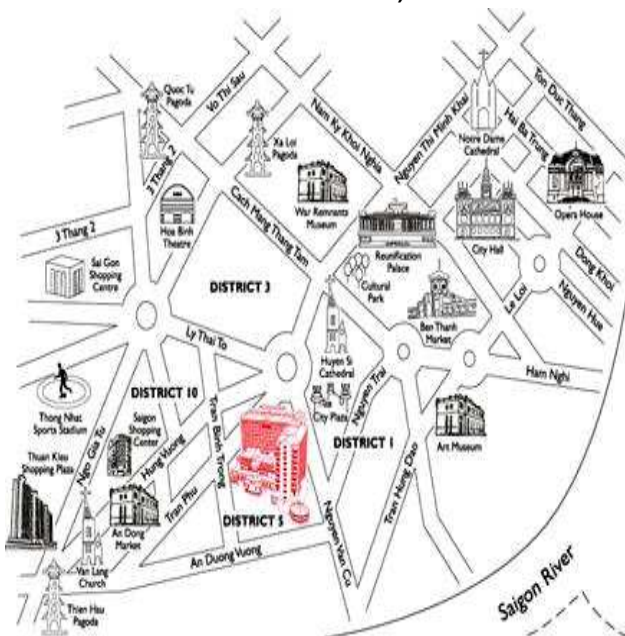 Quoc Tu
Pagoda
Vo Thi Sau
3 Thang 2
Xa Loi
Pagoda
Nam Ky Khoi Nghia
Nguyen Thi Minh Khai
Notre Dame
Cathedral
Ton Duc Thang
Hai Ba Trung
Hoa Binh
Theatre
War Remnants
Museum
Cach Mang Thang Tam
Opera House
3 Thang 2
Sai Gon
Shopping
Centre
DISTRICT 3
Reunification
Palace
City Hall
Cultural
Park
Dong Khoi
Nguyen Hue
Le Loi
Ben Thanh
Market
Ly Thai To
Huyen Si
Cathedral
Ham Nghi
Thong Nhat
Sports Stadium
DISTRICT 10
Tran Binh Trong
City Plaza
Nguyen Trai
Art Museum
Saigon
Shopping
Center
Ngo Gia Tu
Hung Vuong
DISTRICT 1
Thuan Kieu
Shopping Plaza
An Dong
Market
Tran Phu
DISTRICT 5
Nguyen Van Cu
Tran Hung Dao
Van Lang
Church
An Duong Vuong
Thien Hau
Pagoda
Saigon River